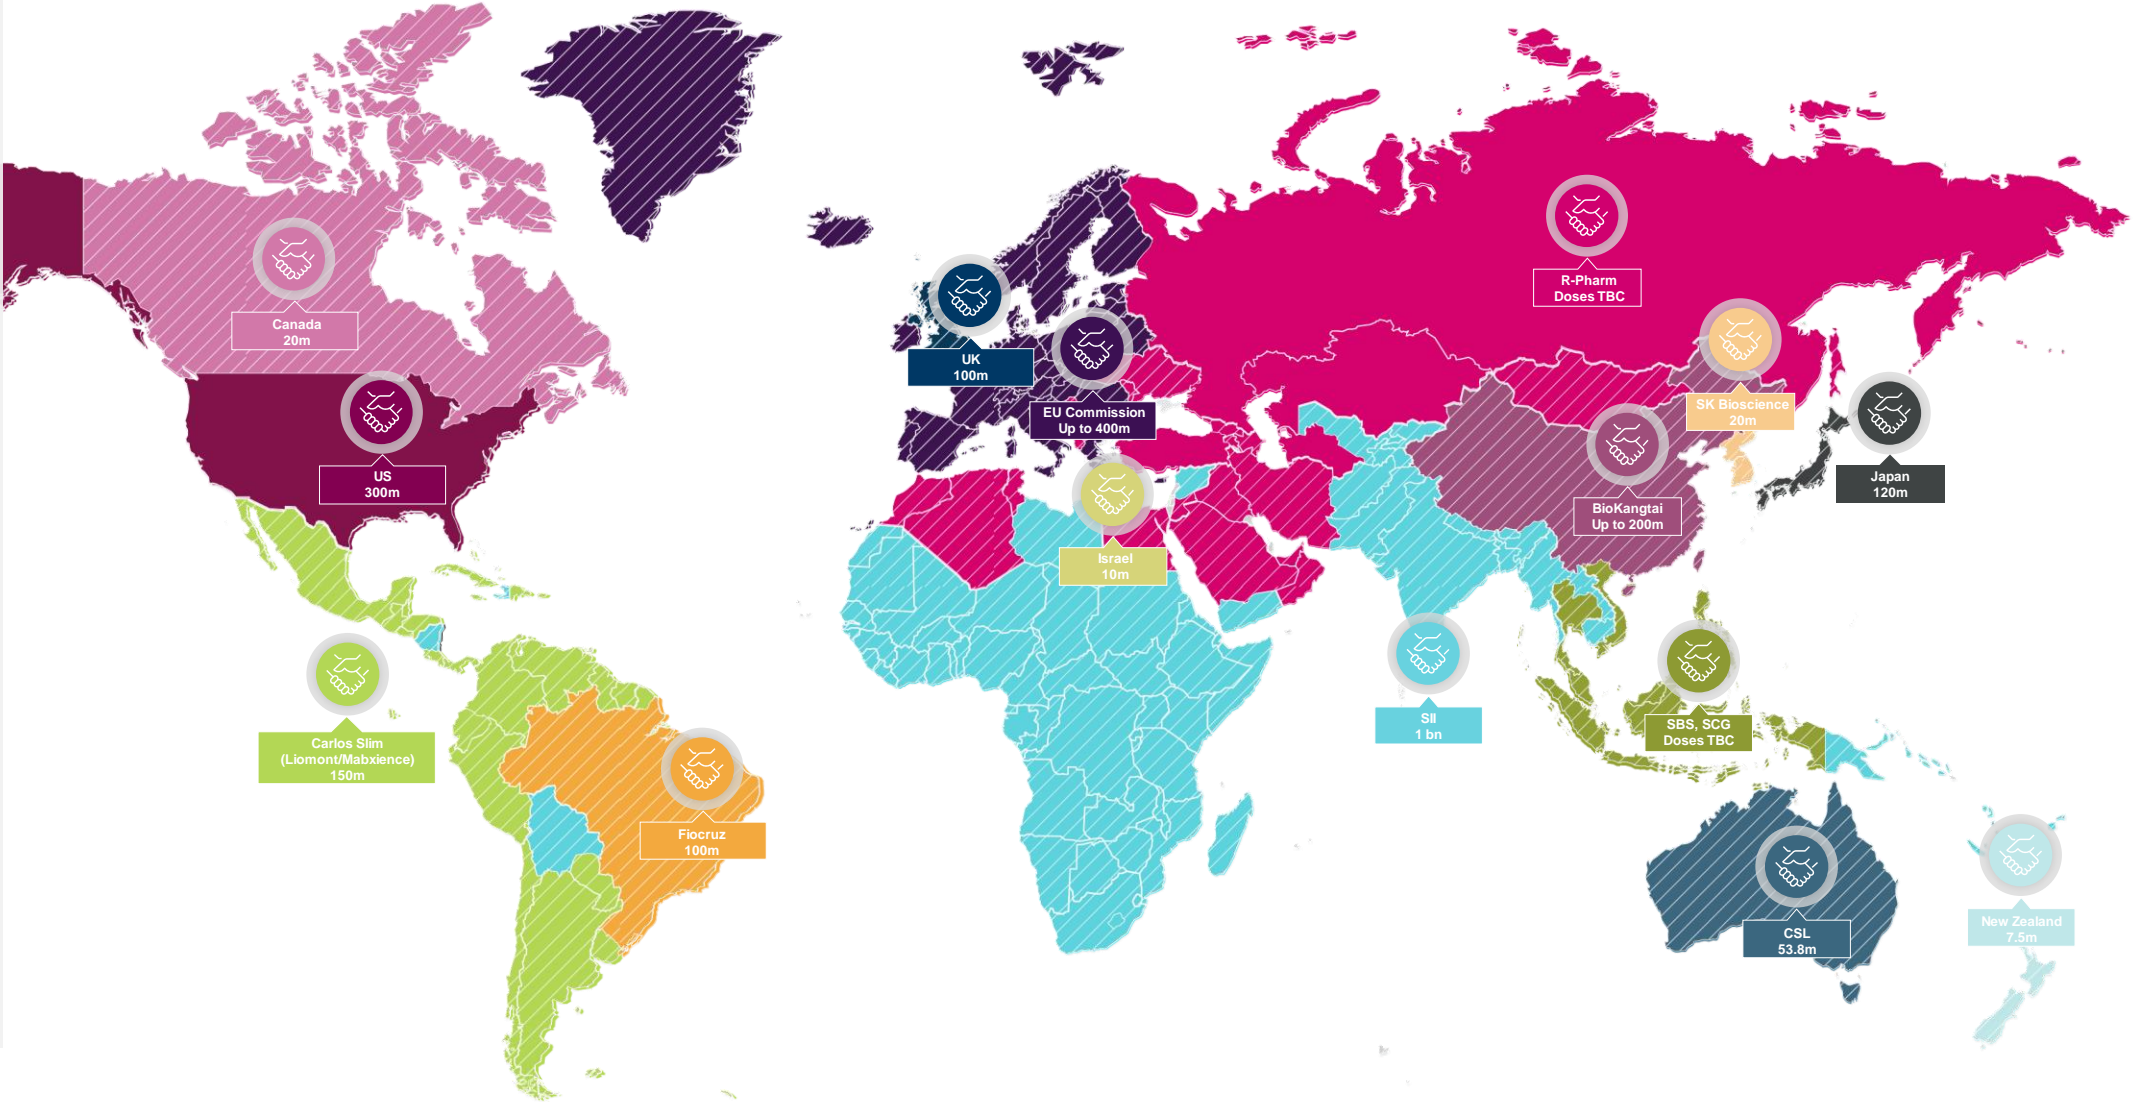 Canada
20m
US
300m
Carlos Slim
(Liomont/Mabxience)
150m
Fiocruz
100m
UK
100m
EU Commission
Up to 400m
Israel
10m
R-Pharm
Doses TBC
SK Bioscience
20m
BioKangtai
Up to 200m
Japan
120m
SII
1 bn
SBS, SCG
Doses TBC
CSL
53.8m
New Zealand
7.5m